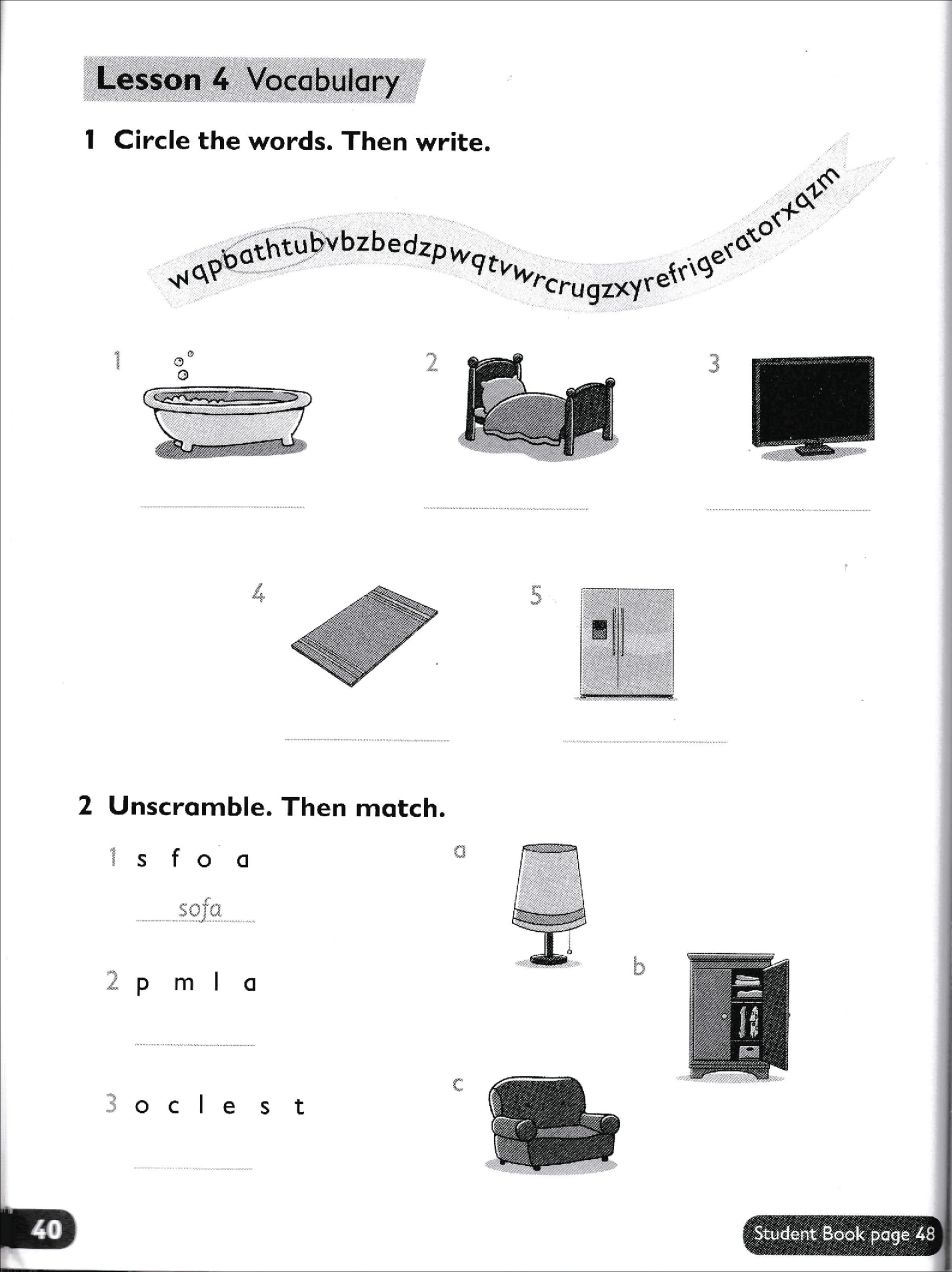 Lesson 4 Vocabulary
1 Circle the words. Then write.
wqpbathtubvbzbedzpwqtvwrcrugzxyrefrigeratorxqzm
1
2
3
4
5
2 Unscramble. Then match.
1 s f o a
sofa
a
b
2 p m l a
c
3 o c l e s t
40
Student Book page 48